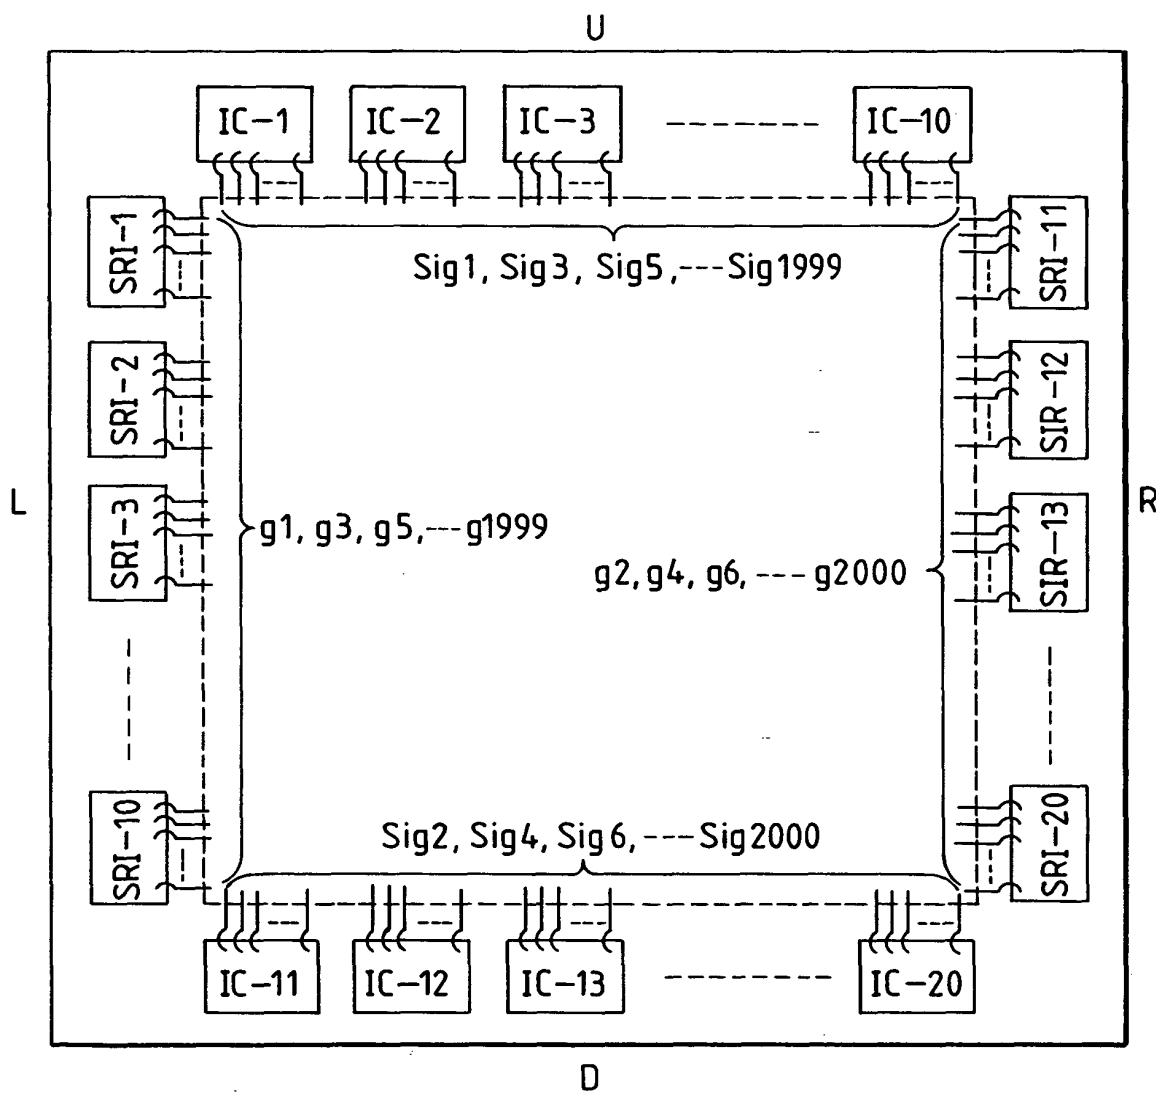 U
IC-1
IC-2
IC-3
IC-10
SRI-1
SRI-11
Sig1, Sig3, Sig5, ---Sig1999
SRI-2
SIR-12
L
R
SRI-3
SIR-13
g1, g3, g5, ---g1999
g2, g4, g6, ---g2000
SRI-10
SRI-20
Sig2, Sig4, Sig6, ---Sig2000
IC-11
IC-12
IC-13
IC-20
D